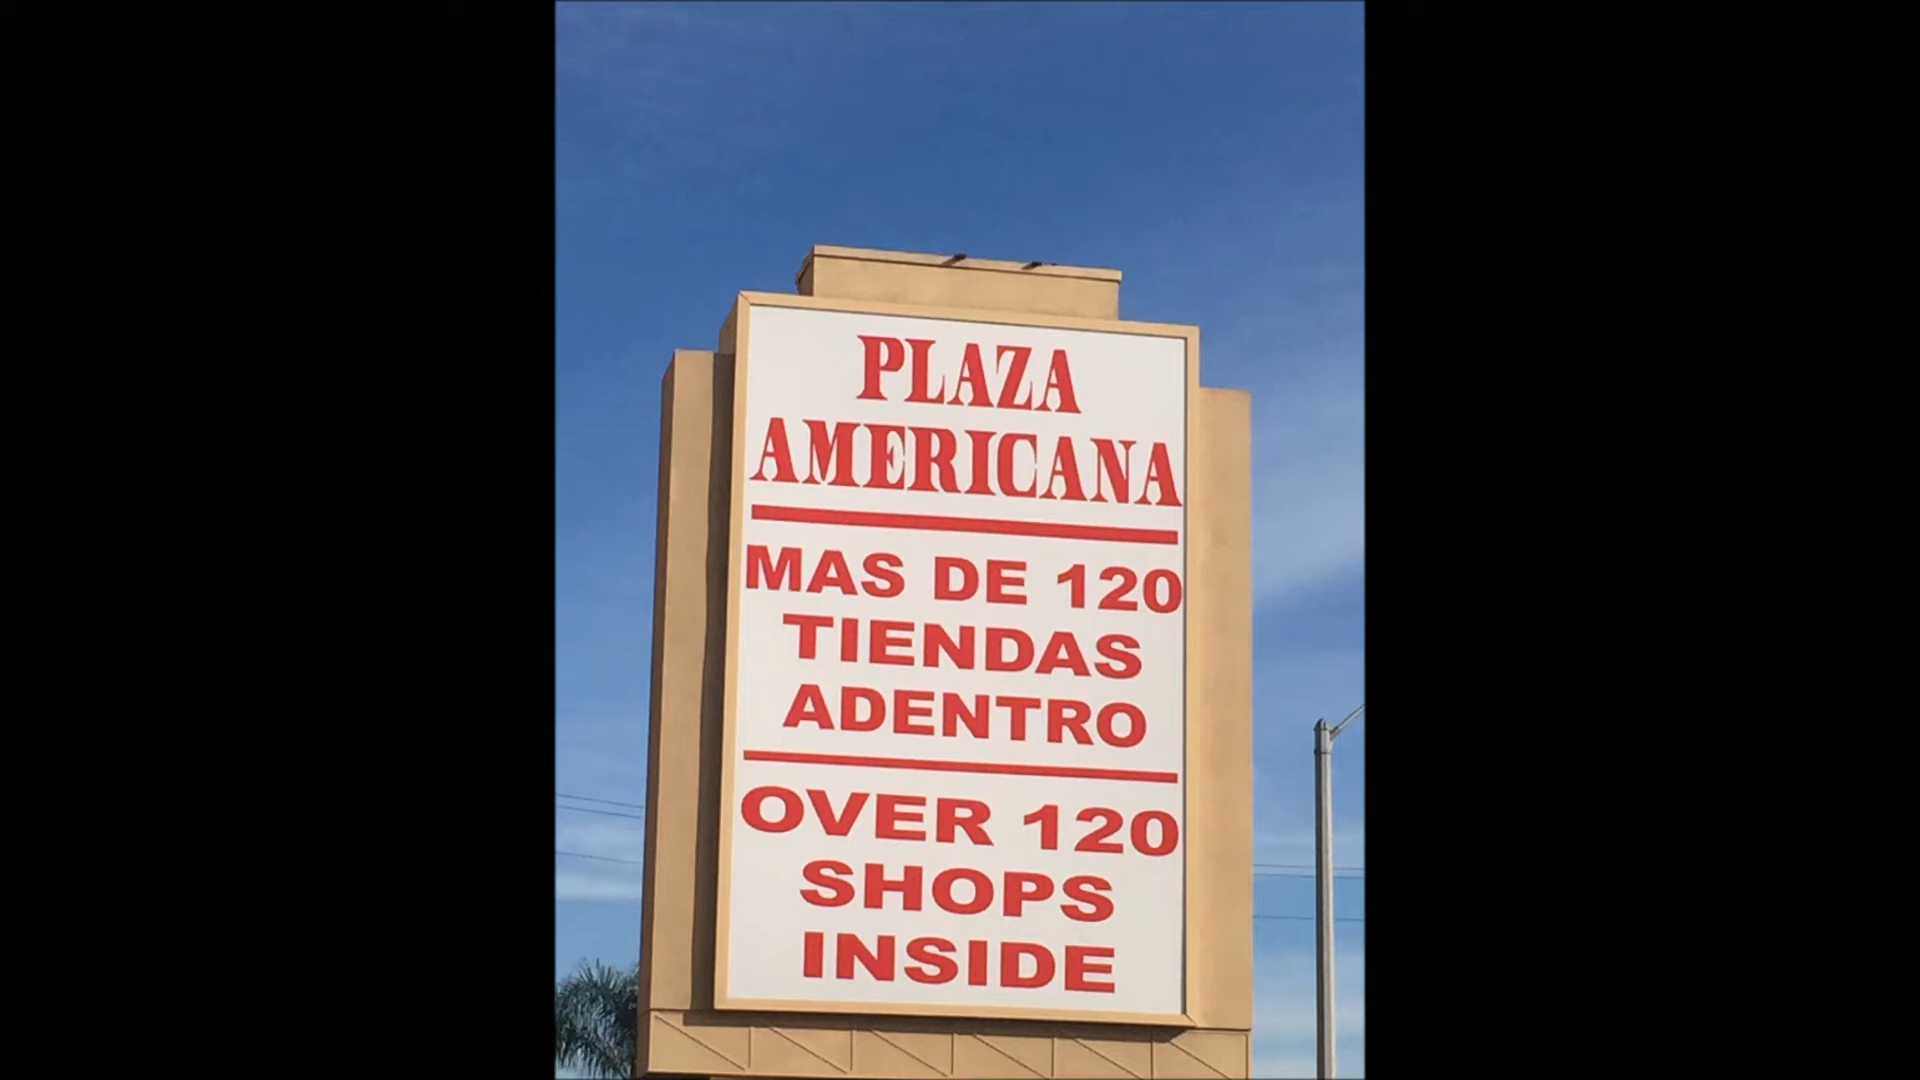 PLAZA
AMERICANA
MAS DE 120
TIENDAS
ADENTRO
OVER 120
SHOPS
INSIDE